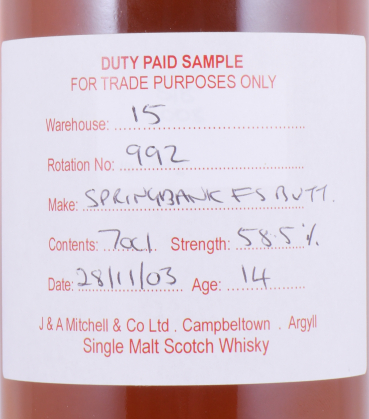 DUTY PAID SAMPLE
FOR TRADE PURPOSES ONLY
Warehouse: 15
Rotation No: 992
Make: SPRINGBANK FS BUTT.
Contents: 70cl. Strength: 58.5%
Date: 28/11/03 Age: 14
J & A Mitchell & Co Ltd . Campbeltown . Argyll
Single Malt Scotch Whisky